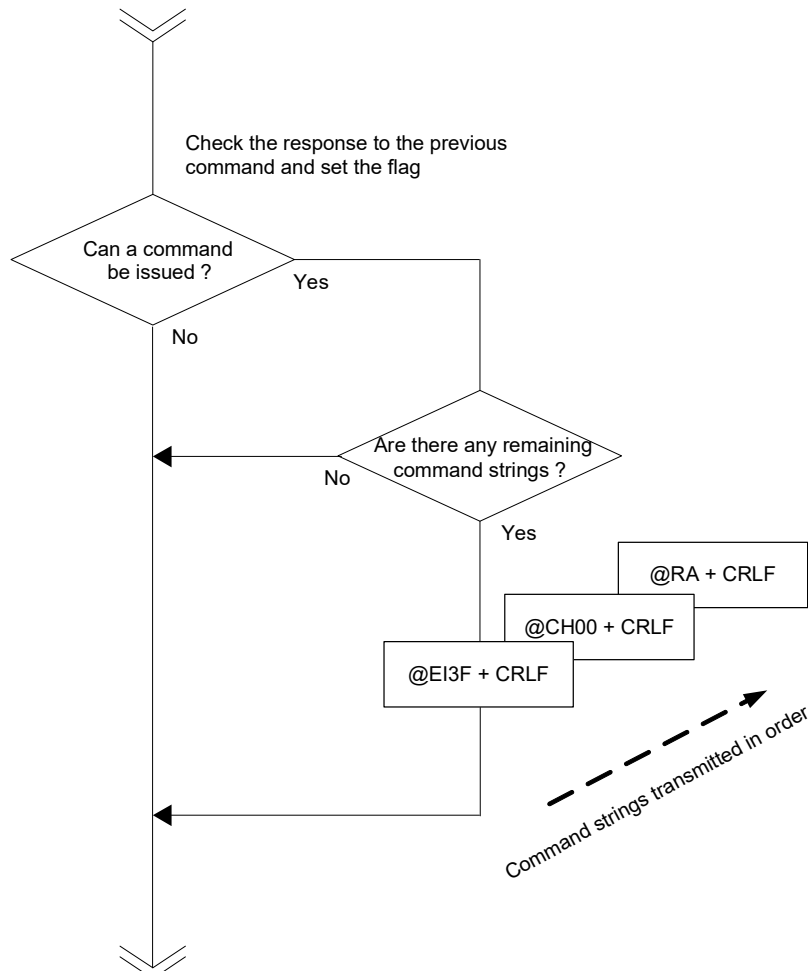 Check the response to the previous
command and set the flag
Can a command
be issued ?
Yes
No
Are there any remaining
command strings ?
No
Yes
@RA + CRLF
@CH00 + CRLF
@EI3F + CRLF
Command strings transmitted in order